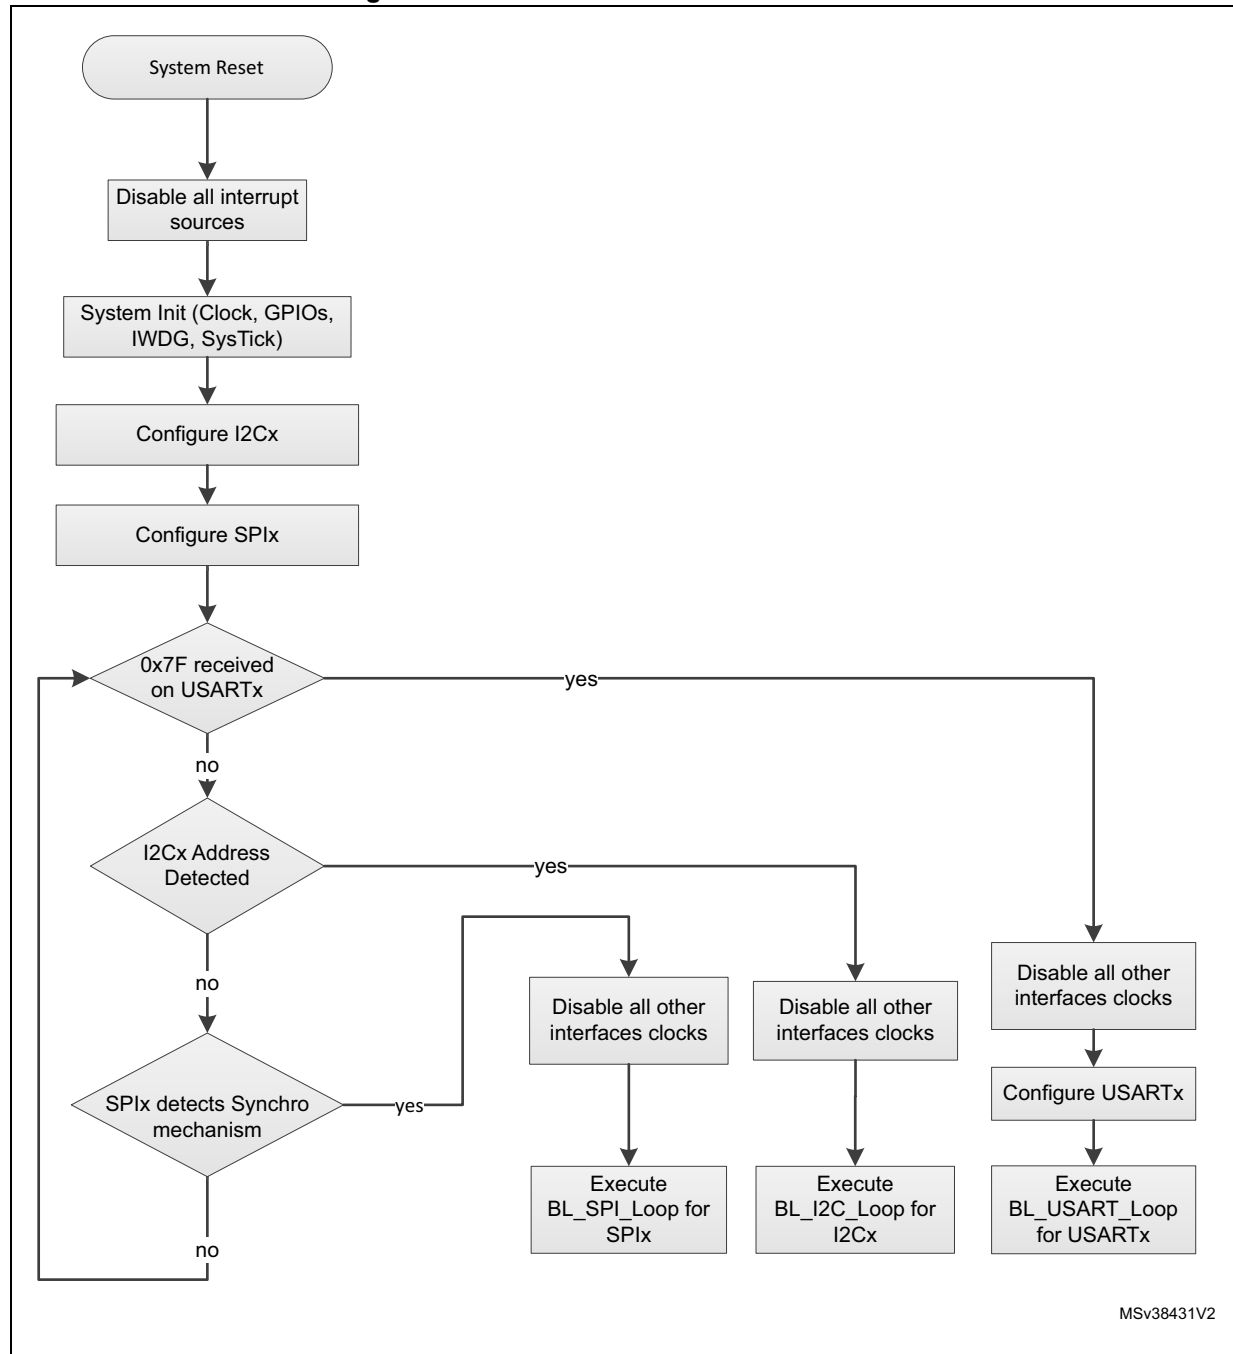 System Reset
Disable all interrupt
sources
System Init (Clock, GPIOs,
IWDG, SysTick)
Configure I2Cx
Configure SPIx
0x7F received
on USARTx
yes
no
I2Cx Address
Detected
yes
no
SPIx detects Synchro
mechanism
yes
no
Disable all other
interfaces clocks
Execute
BL_SPI_Loop for
SPIx
Disable all other
interfaces clocks
Execute
BL_I2C_Loop for
I2Cx
Disable all other
interfaces clocks
Configure USARTx
Execute
BL_USART_Loop
for USARTx
MSv38431V2